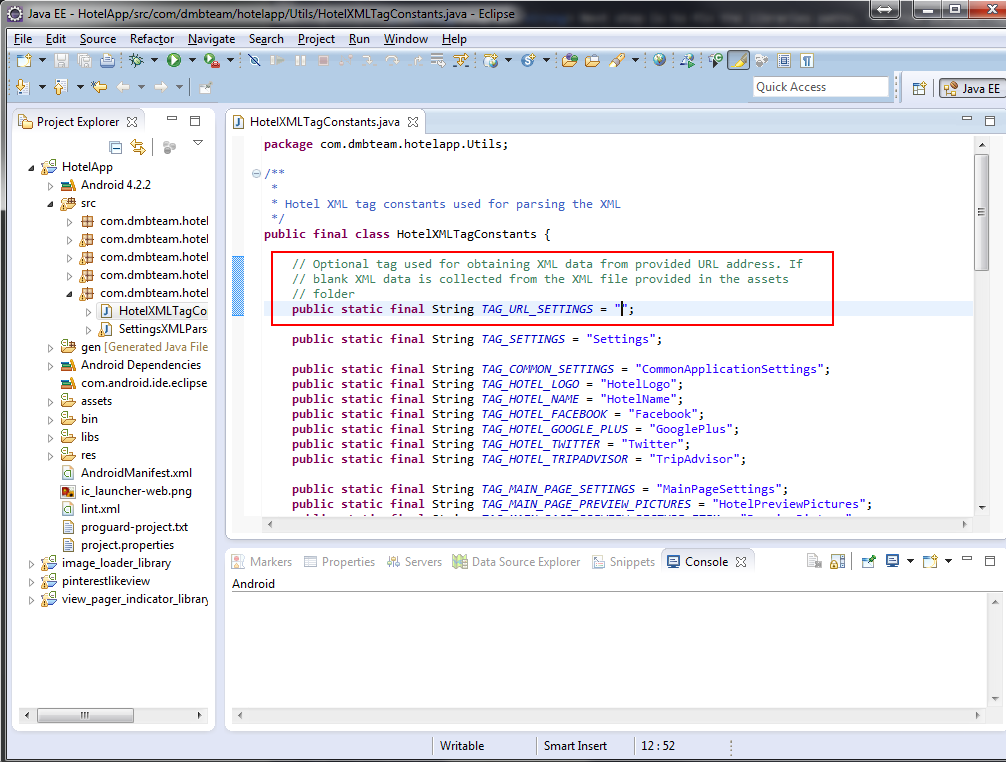 Java EE - HotelApp/src/com/dmbteam/hotelapp/Utils/HotelXMLTagConstants.java - Eclipse
File Edit Source Refactor Navigate Search Project Run Window Help
Quick Access
Java EE
Project Explorer
HotelApp
Android 4.2.2
src
com.dmbteam.hotel
com.dmbteam.hotel
com.dmbteam.hotel
com.dmbteam.hotel
com.dmbteam.hotel
HotelXMLTagCo
SettingsXMLPars
gen [Generated Java File
Android Dependencies
com.android.ide.eclipse
assets
bin
libs
res
AndroidManifest.xml
ic_launcher-web.png
lint.xml
proguard-project.txt
project.properties
image_loader_library
pinterestlikeview
view_pager_indicator_library
HotelXMLTagConstants.java
package com.dmbteam.hotelapp.Utils;
/**
*
* Hotel XML tag constants used for parsing the XML
*/
public final class HotelXMLTagConstants {
// Optional tag used for obtaining XML data from provided URL address. If
// blank XML data is collected from the XML file provided in the assets
// folder
public static final String TAG_URL_SETTINGS = "";
public static final String TAG_SETTINGS = "Settings";
public static final String TAG_COMMON_SETTINGS = "CommonApplicationSettings";
public static final String TAG_HOTEL_LOGO = "HotelLogo";
public static final String TAG_HOTEL_NAME = "HotelName";
public static final String TAG_HOTEL_FACEBOOK = "Facebook";
public static final String TAG_HOTEL_GOOGLE_PLUS = "GooglePlus";
public static final String TAG_HOTEL_TWITTER = "Twitter";
public static final String TAG_HOTEL_TRIPADVISOR = "TripAdvisor";
public static final String TAG_MAIN_PAGE_SETTINGS = "MainPageSettings";
public static final String TAG_MAIN_PAGE_PREVIEW_PICTURES = "HotelPreviewPictures";
Markers Properties Servers Data Source Explorer Snippets Console
Android
Writable Smart Insert 12 : 52